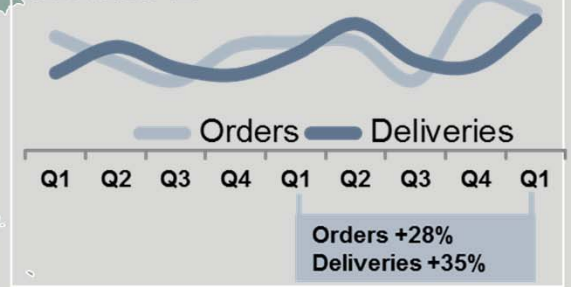 Orders Deliveries
Q1 Q2 Q3 Q4 Q1 Q2 Q3 Q4 Q1
Orders +28%
Deliveries +35%